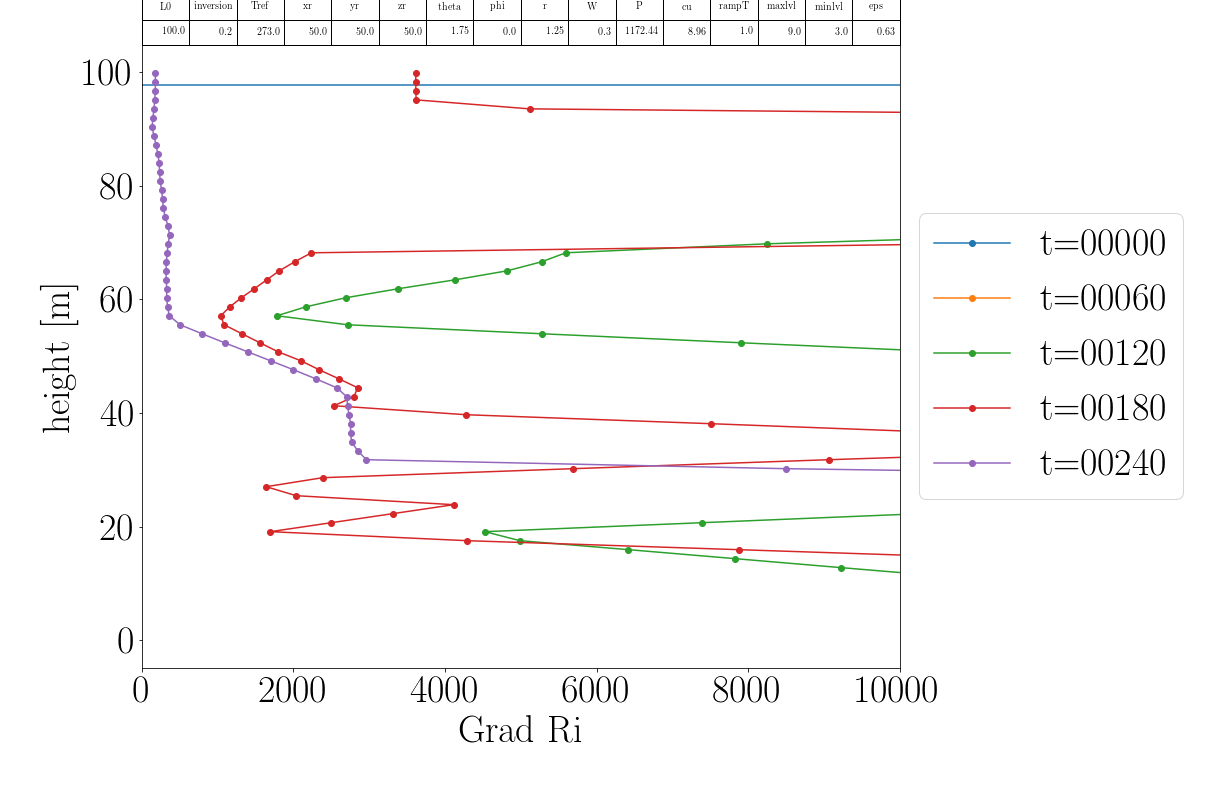 L0 inversion Tref xr yr zr theta phi r W P cu rampT maxlvl minlvl eps
100.0 0.2 273.0 50.0 50.0 50.0 1.75 0.0 1.25 0.3 1172.44 8.96 1.0 9.0 3.0 0.63
100
80
60
40
20
0
height [m]
0 2000 4000 6000 8000 10000
Grad Ri
t=00000
t=00060
t=00120
t=00180
t=00240